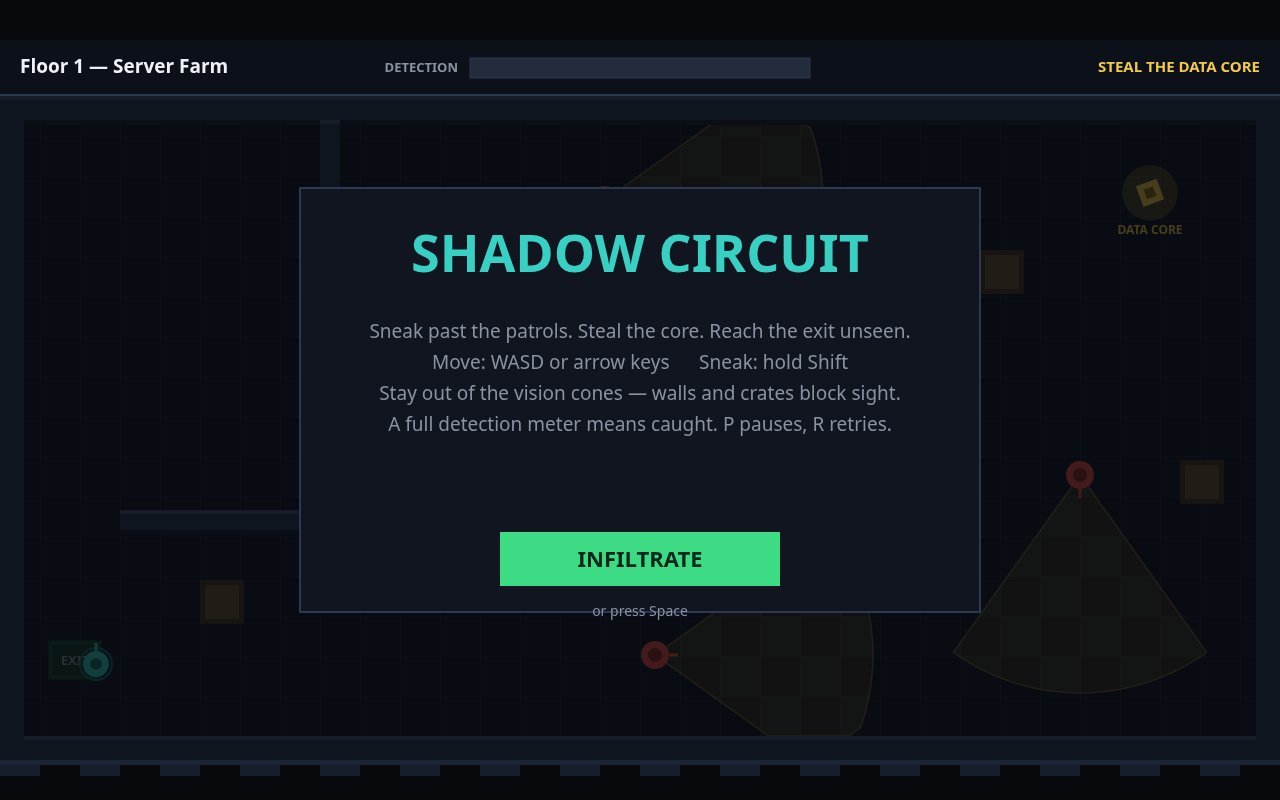 Floor 1 — Server Farm
DETECTION
STEAL THE DATA CORE
DATA CORE
SHADOW CIRCUIT
Sneak past the patrols. Steal the core. Reach the exit unseen.
Move: WASD or arrow keys Sneak: hold Shift
Stay out of the vision cones — walls and crates block sight.
A full detection meter means caught. P pauses, R retries.
INFILTRATE
or press Space
EXIT